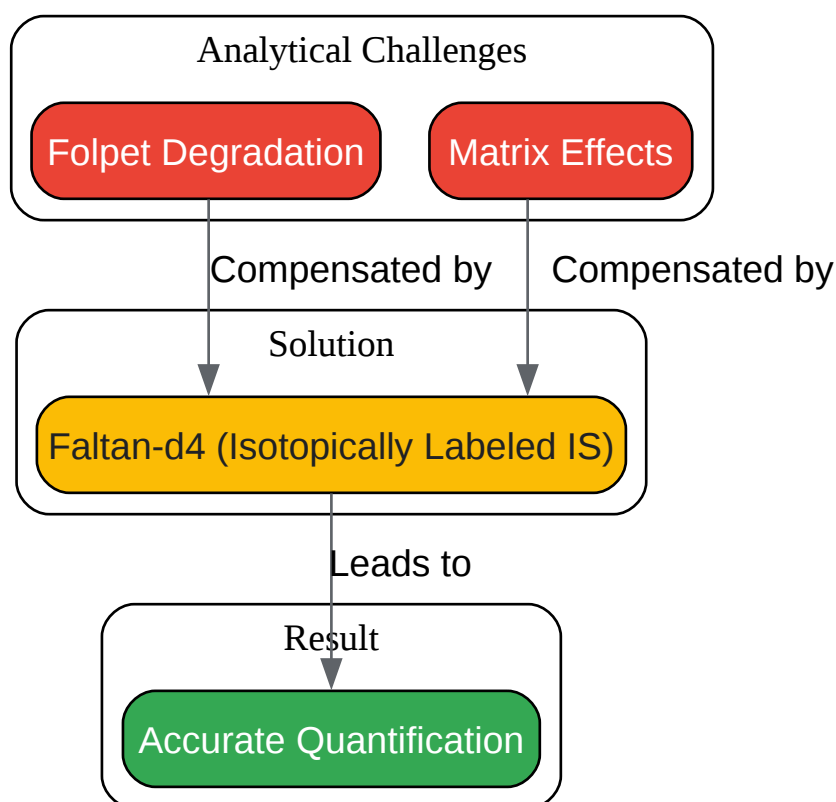 Analytical Challenges
Folpet Degradation
Matrix Effects
Compensated by
Compensated by
Solution
Faltan-d4 (Isotopically Labeled IS)
Leads to
Result
Accurate Quantification